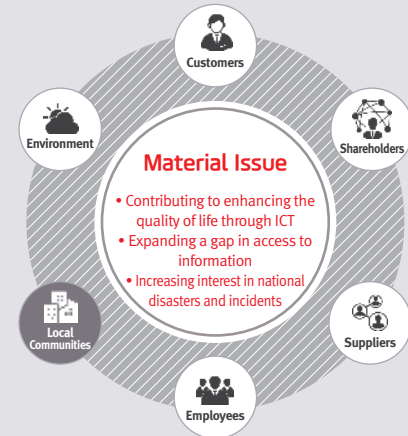 Customers
Environment
Shareholders
Material Issue
• Contributing to enhancing the
quality of life through ICT
• Expanding a gap in access to
information
• Increasing interest in national
disasters and incidents
Local
Communities
Suppliers
Employees